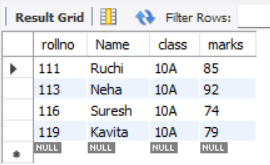 Result Grid Filter Rows:
rollno Name class marks
111 Ruchi 10A 85
113 Neha 10A 92
116 Suresh 10A 74
119 Kavita 10A 79
NULL NULL NULL NULL